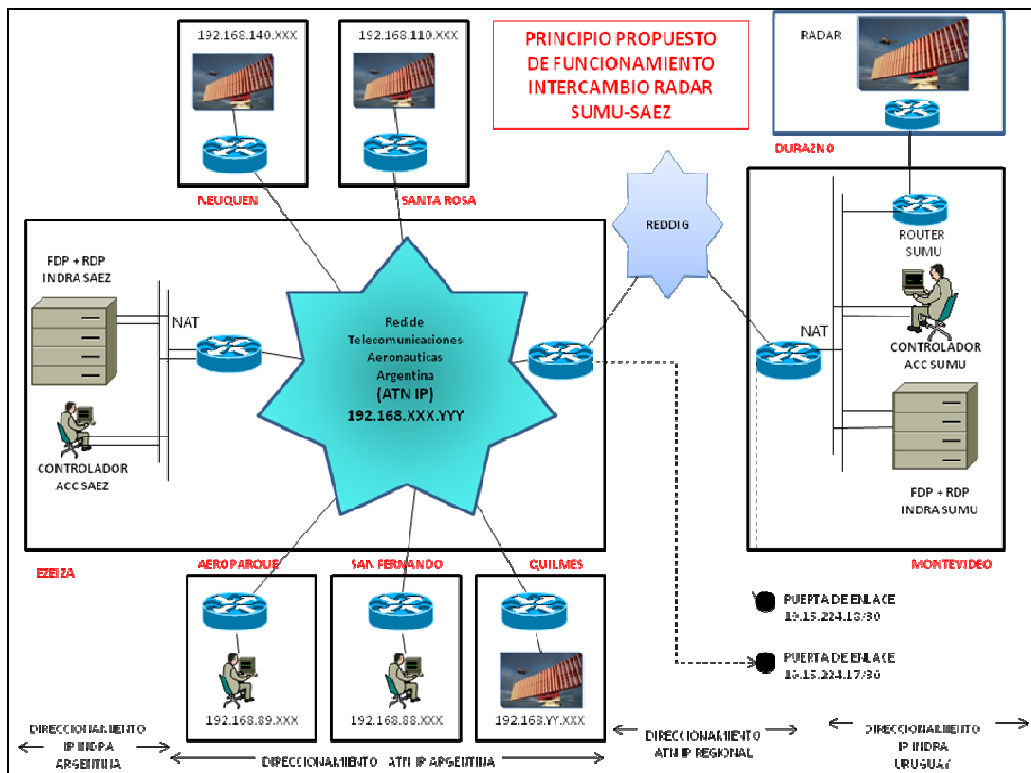 192.168.140.XXX
192.168.110.XXX
PRINCIPIO PROPUESTO
DE FUNCIONAMIENTO
INTERCAMBIO RADAR
SUMU-SAEZ
RADAR
NEUQUEN
SANTA ROSA
DURAZNO
REDDIG
ROUTER
SUMU
FDP + RDP
INDRA SAEZ
NAT
Red de
Telecomunicaciones
Aeronauticas
Argentina
(ATN IP)
192.168.XXX.YYY
NAT
CONTROLADOR
ACC SUMU
CONTROLADOR
ACC SAEZ
FDP + RDP
INDRA SUMU
EZEIZA
AEROPARQUE
SAN FERNANDO
QUILMES
MONTEVIDEO
PUERTA DE ENLACE
PUERTA DE ENLACE
192.168.89.XXX
192.168.88.XXX
192.168.YY.XXX
DIRECCIONAMIENTO
IP INDRA
ARGENTINA
DIRECCIONAMIENTO ATN IP ARGENTINA
DIRECCIONAMIENTO
ATN IP REGIONAL
DIRECCIONAMIENTO
IP INDRA
URUGUAY